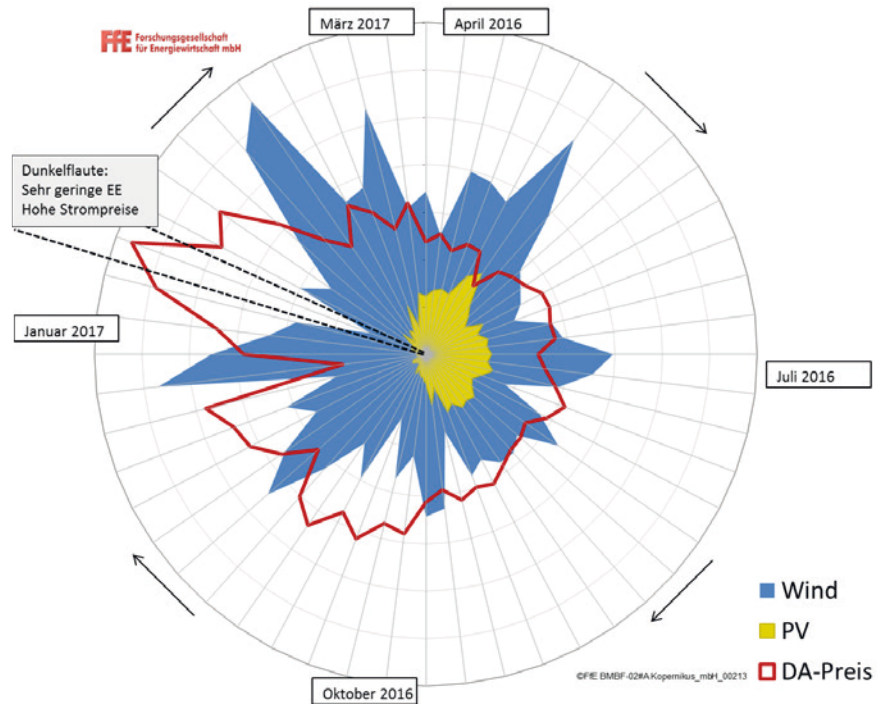 März 2017
April 2016
FfE Forschungsgesellschaft
für Energiewirtschaft mbH
Dunkelflaute:
Sehr geringe EE
Hohe Strompreise
Januar 2017
Juli 2016
Wind
PV
DA-Preis
©FfE BMBF-02#A Kopernikus_mbH_00213
Oktober 2016